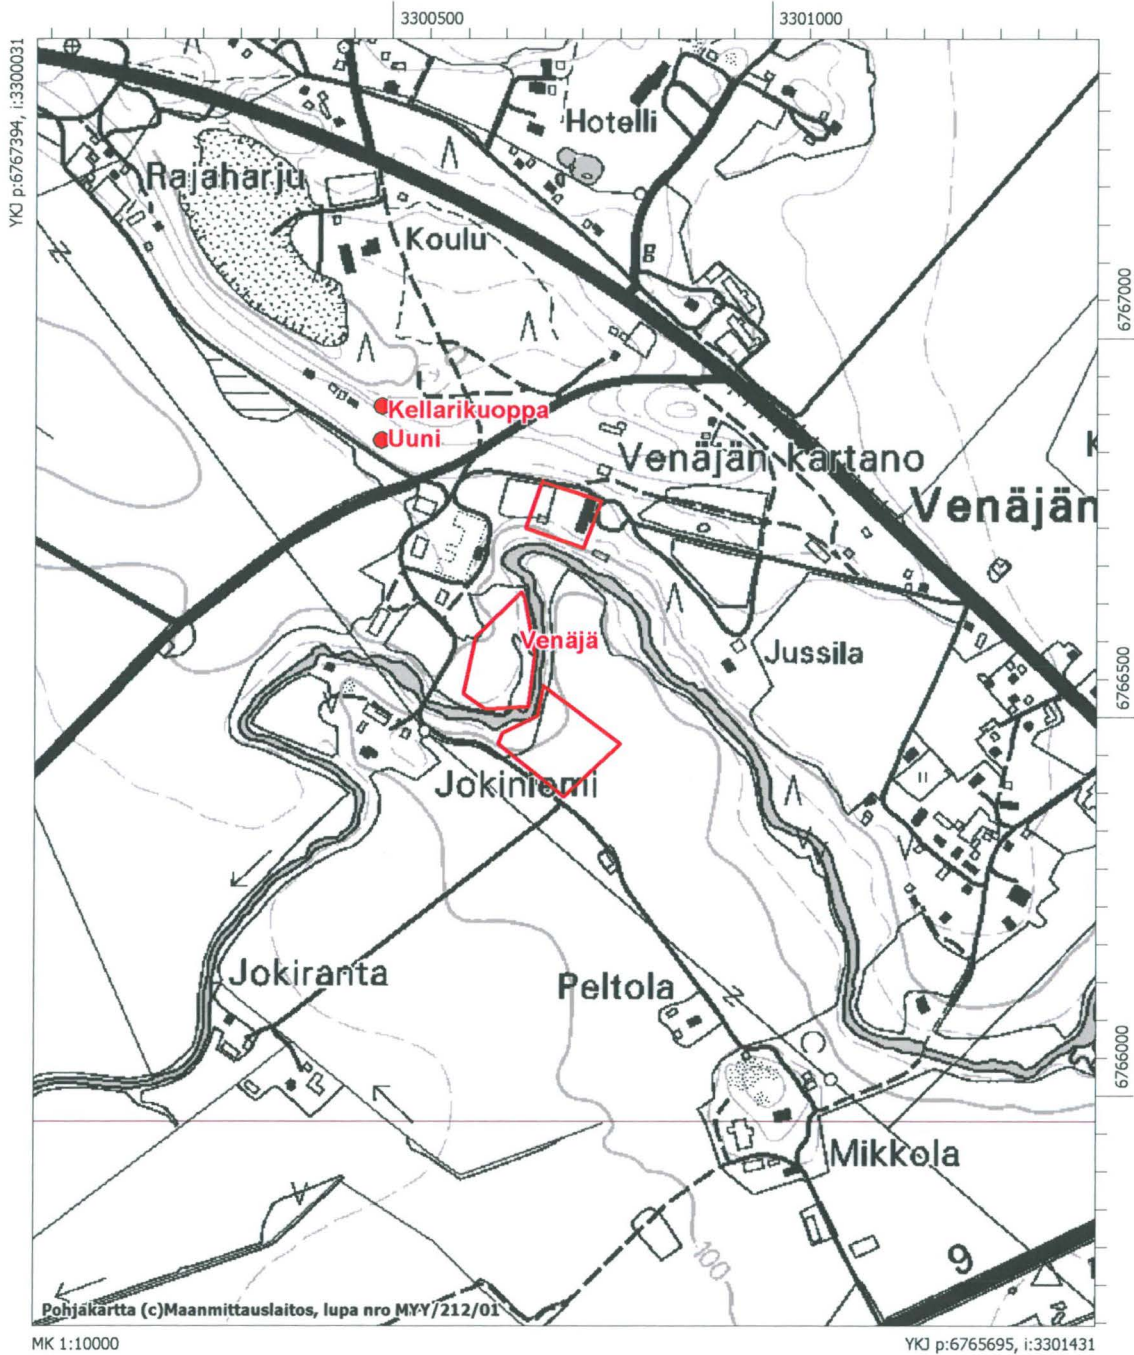 3300500
3301000
YKJ p:6767394, i:3300031
Hotelli
Rajaharju
Koulu
g
6767000
Kellarikuoppa
Uuni
Venäjän kartano
K
Venäjän
Venäjä
Jussila
6766500
Jokiniemi
Jokiranta
Peltola
6766000
Mikkola
100
9
Pohjakartta (c)Maanmittauslaitos, lupa nro MYY/212/01
MK 1:10000
YKJ p:6765695, i:3301431